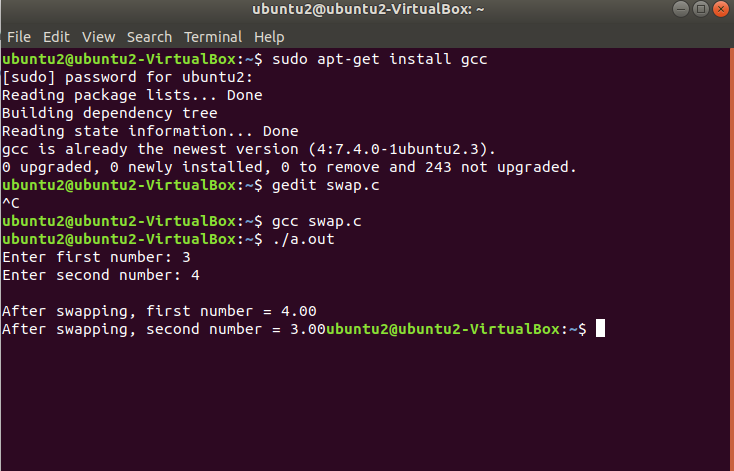 ubuntu2@ubuntu2-VirtualBox: ~
File Edit View Search Terminal Help
ubuntu2@ubuntu2-VirtualBox:~$ sudo apt-get install gcc
[sudo] password for ubuntu2:
Reading package lists... Done
Building dependency tree
Reading state information... Done
gcc is already the newest version (4:7.4.0-1ubuntu2.3).
0 upgraded, 0 newly installed, 0 to remove and 243 not upgraded.
ubuntu2@ubuntu2-VirtualBox:~$ gedit swap.c
^C
ubuntu2@ubuntu2-VirtualBox:~$ gcc swap.c
ubuntu2@ubuntu2-VirtualBox:~$ ./a.out
Enter first number: 3
Enter second number: 4

After swapping, first number = 4.00
After swapping, second number = 3.00ubuntu2@ubuntu2-VirtualBox:~$